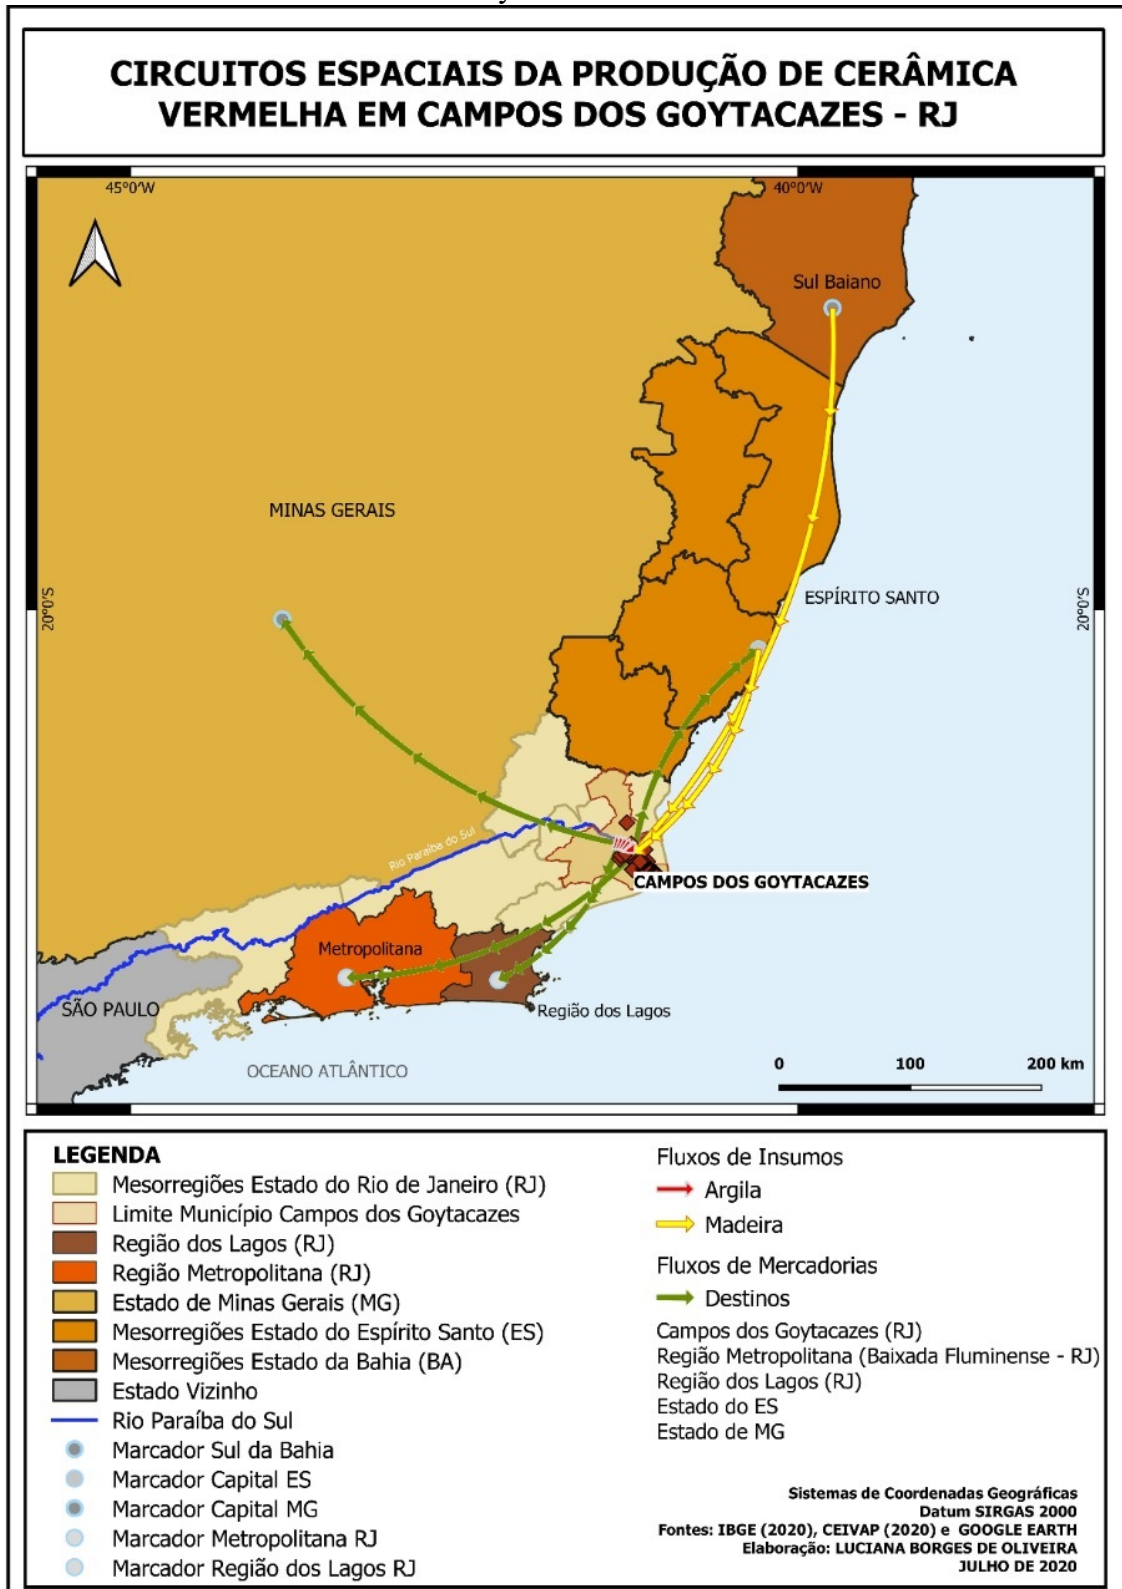 CIRCUITOS ESPACIAIS DA PRODUÇÃO DE CERÂMICA
VERMELHA EM CAMPOS DOS GOYTACAZES - RJ
45°0'W
40°0'W
Sul Baiano
MINAS GERAIS
20°0'S
20°0'S
ESPÍRITO SANTO
Rio Paraíba do Sul
CAMPOS DOS GOYTACAZES
Metropolitana
SÃO PAULO
Região dos Lagos
OCEANO ATLÂNTICO
0 100 200 km
LEGENDA
Mesorregiões Estado do Rio de Janeiro (RJ)
Limite Município Campos dos Goytacazes
Região dos Lagos (RJ)
Região Metropolitana (RJ)
Estado de Minas Gerais (MG)
Mesorregiões Estado do Espírito Santo (ES)
Mesorregiões Estado da Bahia (BA)
Estado Vizinho
Rio Paraíba do Sul
Marcador Sul da Bahia
Marcador Capital ES
Marcador Capital MG
Marcador Metropolitana RJ
Marcador Região dos Lagos RJ
Fluxos de Insumos
Argila
Madeira
Fluxos de Mercadorias
Destinos
Campos dos Goytacazes (RJ)
Região Metropolitana (Baixada Fluminense - RJ)
Região dos Lagos (RJ)
Estado do ES
Estado de MG
Sistemas de Coordenadas Geográficas
Datum SIRGAS 2000
Fontes: IBGE (2020), CEIVAP (2020) e GOOGLE EARTH
Elaboração: LUCIANA BORGES DE OLIVEIRA
JULHO DE 2020